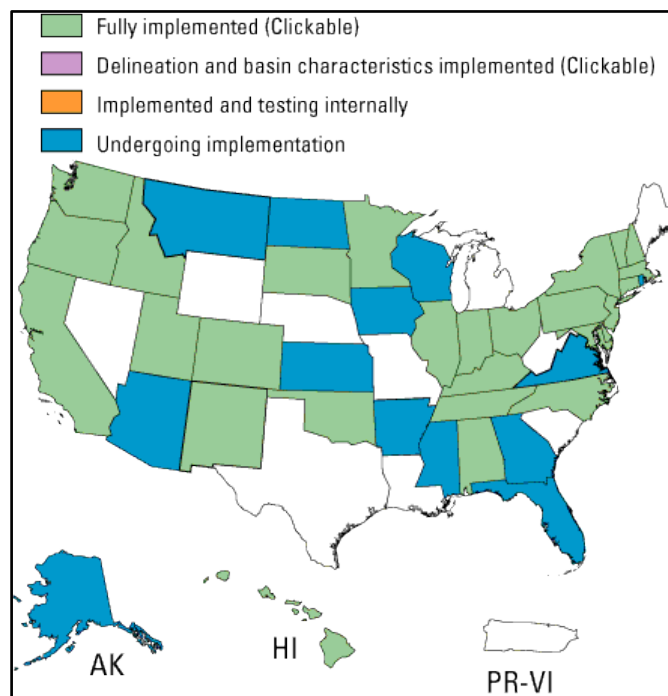 Fully implemented (Clickable)
Delineation and basin characteristics implemented (Clickable)
Implemented and testing internally
Undergoing implementation
AK
HI
PR-VI